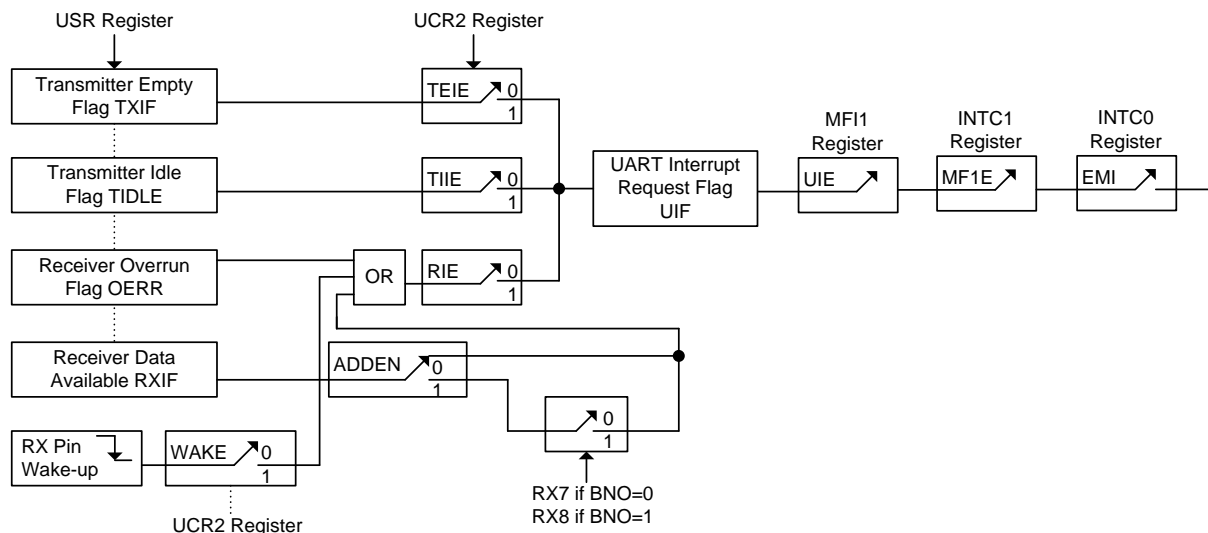 USR Register
UCR2 Register
Transmitter Empty
Flag TXIF
TEIE
0
1
Transmitter Idle
Flag TIDLE
TIIE
0
1
UART Interrupt
Request Flag
UIF
MFI1
Register
UIE
INTC1
Register
MF1E
INTC0
Register
EMI
Receiver Overrun
Flag OERR
OR
RIE
0
1
Receiver Data
Available RXIF
ADDEN
0
1
0
1
RX7 if BNO=0
RX8 if BNO=1
RX Pin
Wake-up
WAKE
0
1
UCR2 Register